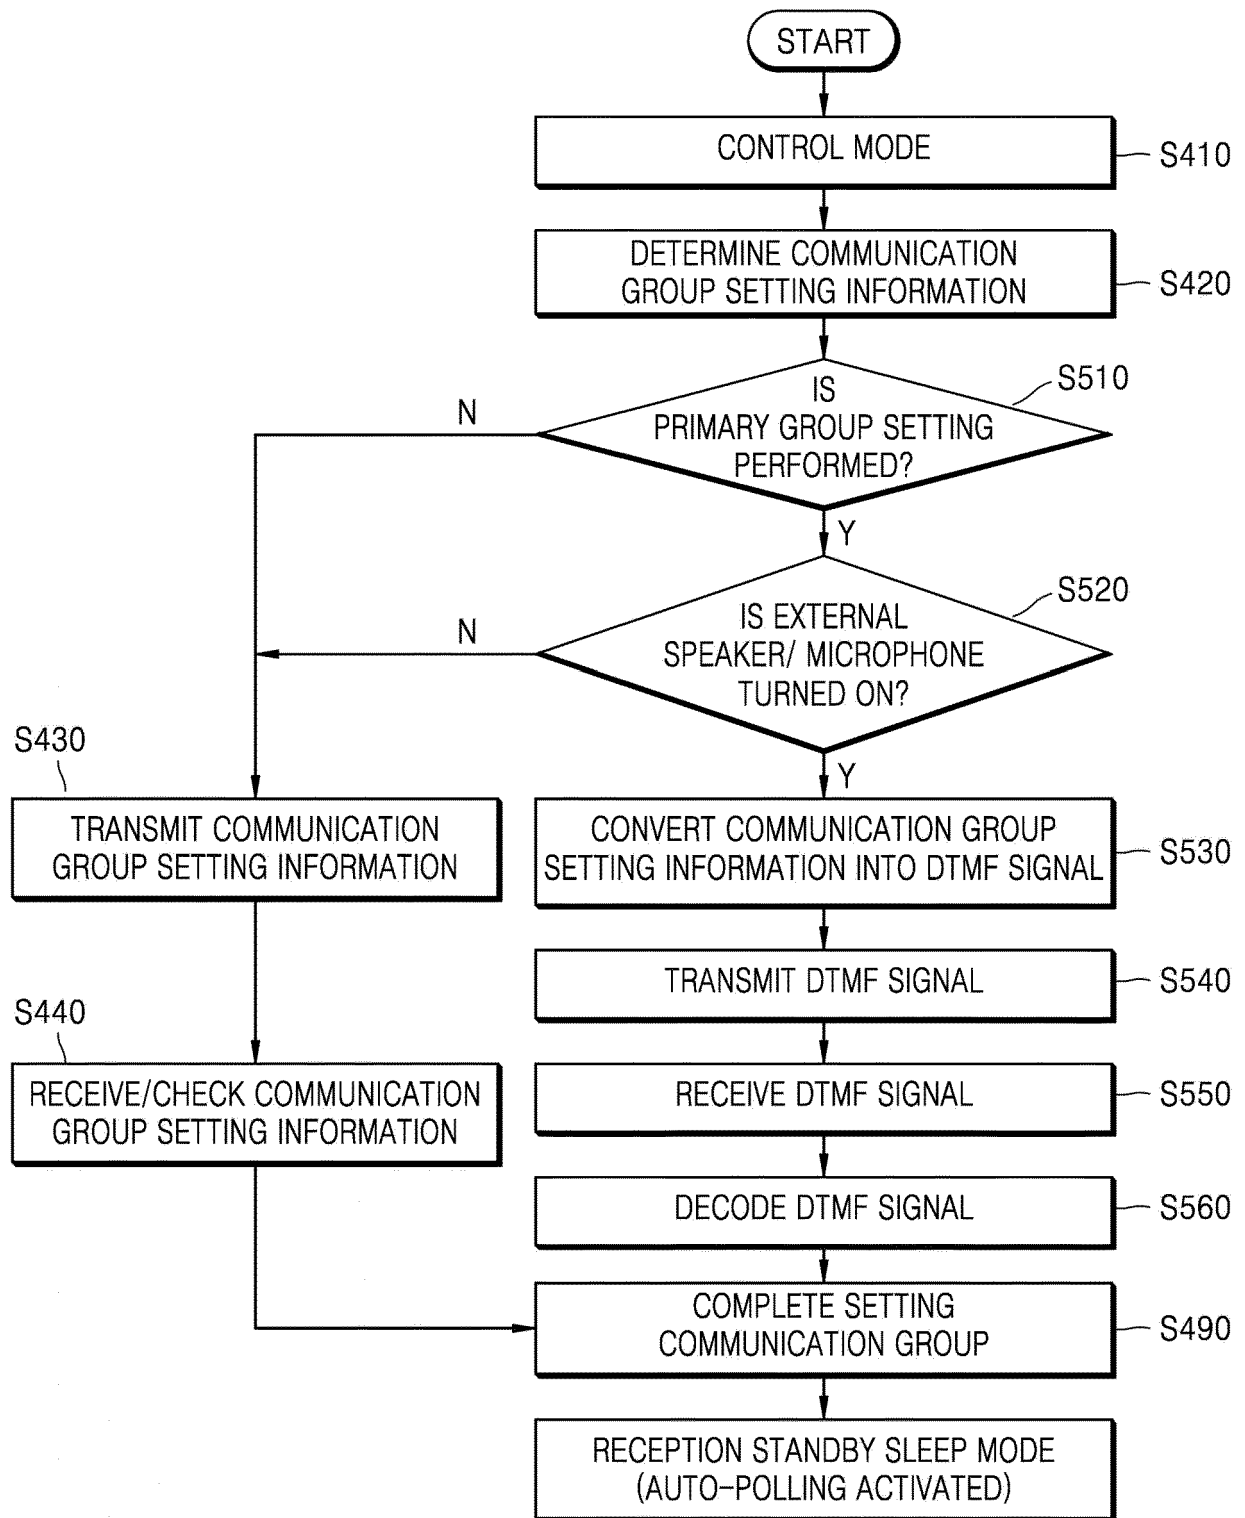 START
CONTROL MODE
S410
DETERMINE COMMUNICATION
GROUP SETTING INFORMATION
S420
IS
PRIMARY GROUP SETTING
PERFORMED?
S510
N
Y
IS EXTERNAL
SPEAKER/ MICROPHONE
TURNED ON?
S520
N
Y
S430
TRANSMIT COMMUNICATION
GROUP SETTING INFORMATION
CONVERT COMMUNICATION GROUP
SETTING INFORMATION INTO DTMF SIGNAL
S530
TRANSMIT DTMF SIGNAL
S540
S440
RECEIVE/CHECK COMMUNICATION
GROUP SETTING INFORMATION
RECEIVE DTMF SIGNAL
S550
DECODE DTMF SIGNAL
S560
COMPLETE SETTING
COMMUNICATION GROUP
S490
RECEPTION STANDBY SLEEP MODE
(AUTO-POLLING ACTIVATED)